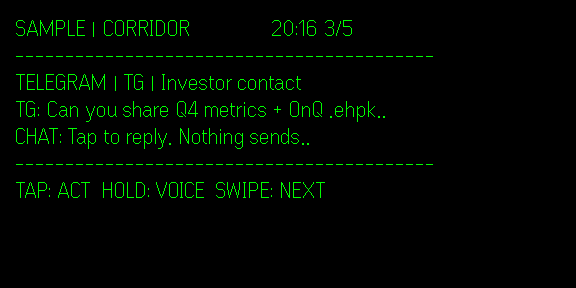 SAMPLE | CORRIDOR 20:16 3/5
------------------------------------------
TELEGRAM | TG | Investor contact
TG: Can you share Q4 metrics + OnQ .ehpk..
CHAT: Tap to reply. Nothing sends..
------------------------------------------
TAP: ACT HOLD: VOICE SWIPE: NEXT